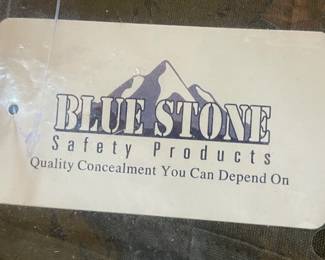 BLUE STONE
Safety Products
Quality Concealment You Can Depend On